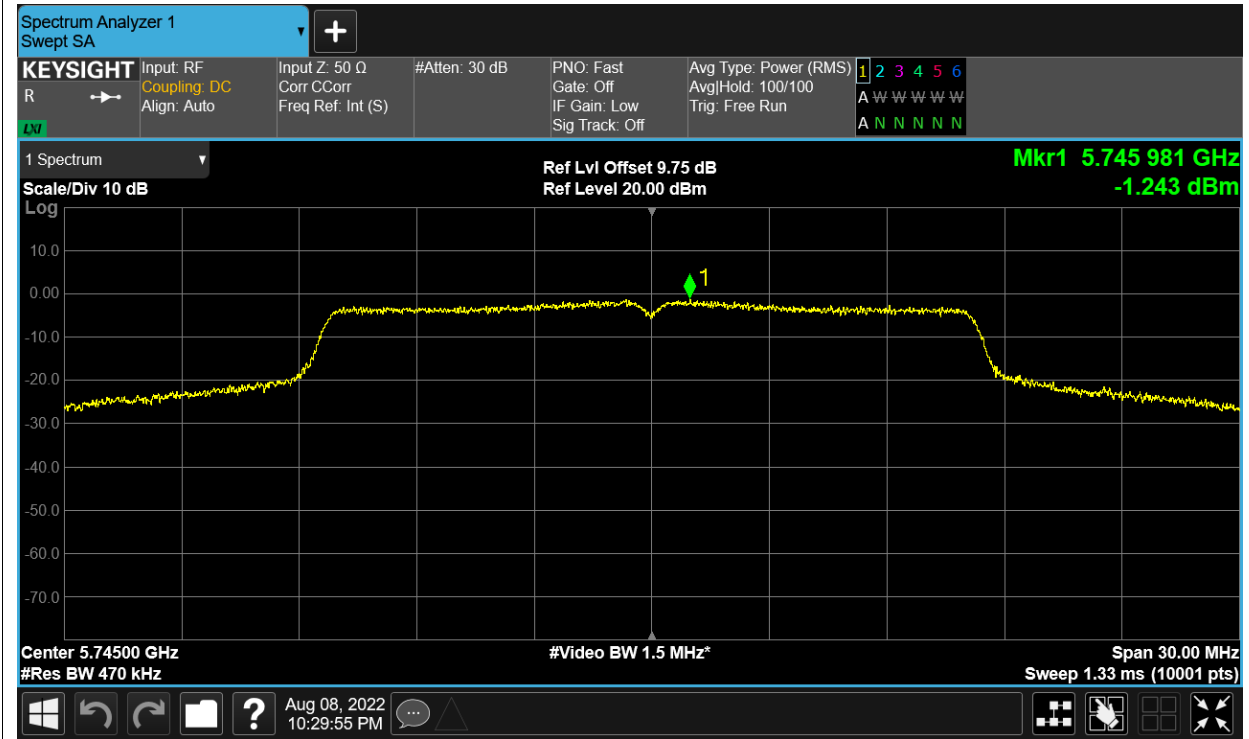 Spectrum Analyzer 1
Swept SA
KEYSIGHT
R
LXI
Input: RF
Coupling: DC
Align: Auto
Input Z: 50 Ω
Corr CCorr
Freq Ref: Int (S)
#Atten: 30 dB
PNO: Fast
Gate: Off
IF Gain: Low
Sig Track: Off
Avg Type: Power (RMS)
Avg|Hold: 100/100
Trig: Free Run
1 2 3 4 5 6
A W W W W W
A N N N N N
1 Spectrum
Scale/Div 10 dB
Ref Lvl Offset 9.75 dB
Ref Level 20.00 dBm
Mkr1 5.745 981 GHz
-1.243 dBm
Log
10.0
0.00
-10.0
-20.0
-30.0
-40.0
-50.0
-60.0
-70.0
1
Center 5.74500 GHz
#Res BW 470 kHz
#Video BW 1.5 MHz*
Span 30.00 MHz
Sweep 1.33 ms (10001 pts)
?
Aug 08, 2022
10:29:55 PM